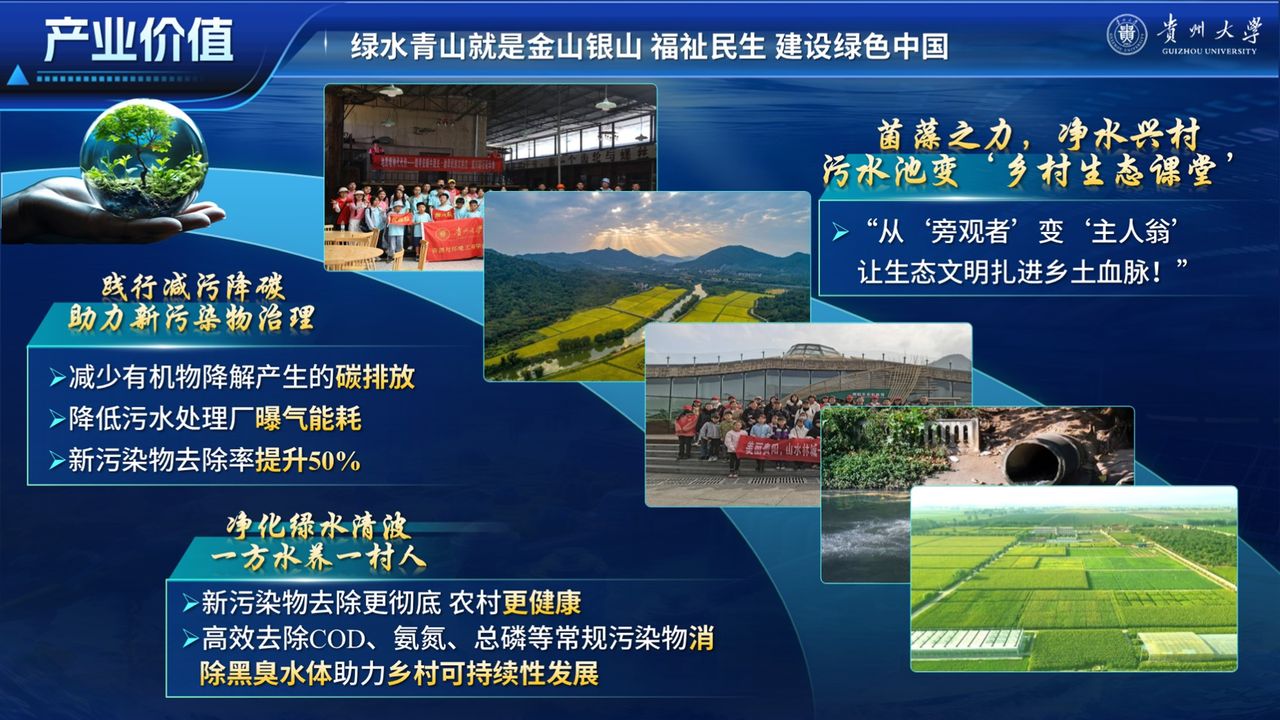 产业价值
绿水青山就是金山银山 福祉民生 建设绿色中国
贵州大学
GUIZHOU UNIVERSITY
菌藻之力，净水兴村
污水池变‘乡村生态课堂’
“从‘旁观者’变‘主人翁’
让生态文明扎进乡土血脉！”
践行减污降碳
助力新污染物治理
减少有机物降解产生的碳排放
降低污水处理厂曝气能耗
新污染物去除率提升50%
美丽贵阳，山水林城
净化绿水清波
一方水养一村人
新污染物去除更彻底 农村更健康
高效去除COD、氨氮、总磷等常规污染物消
除黑臭水体助力乡村可持续性发展